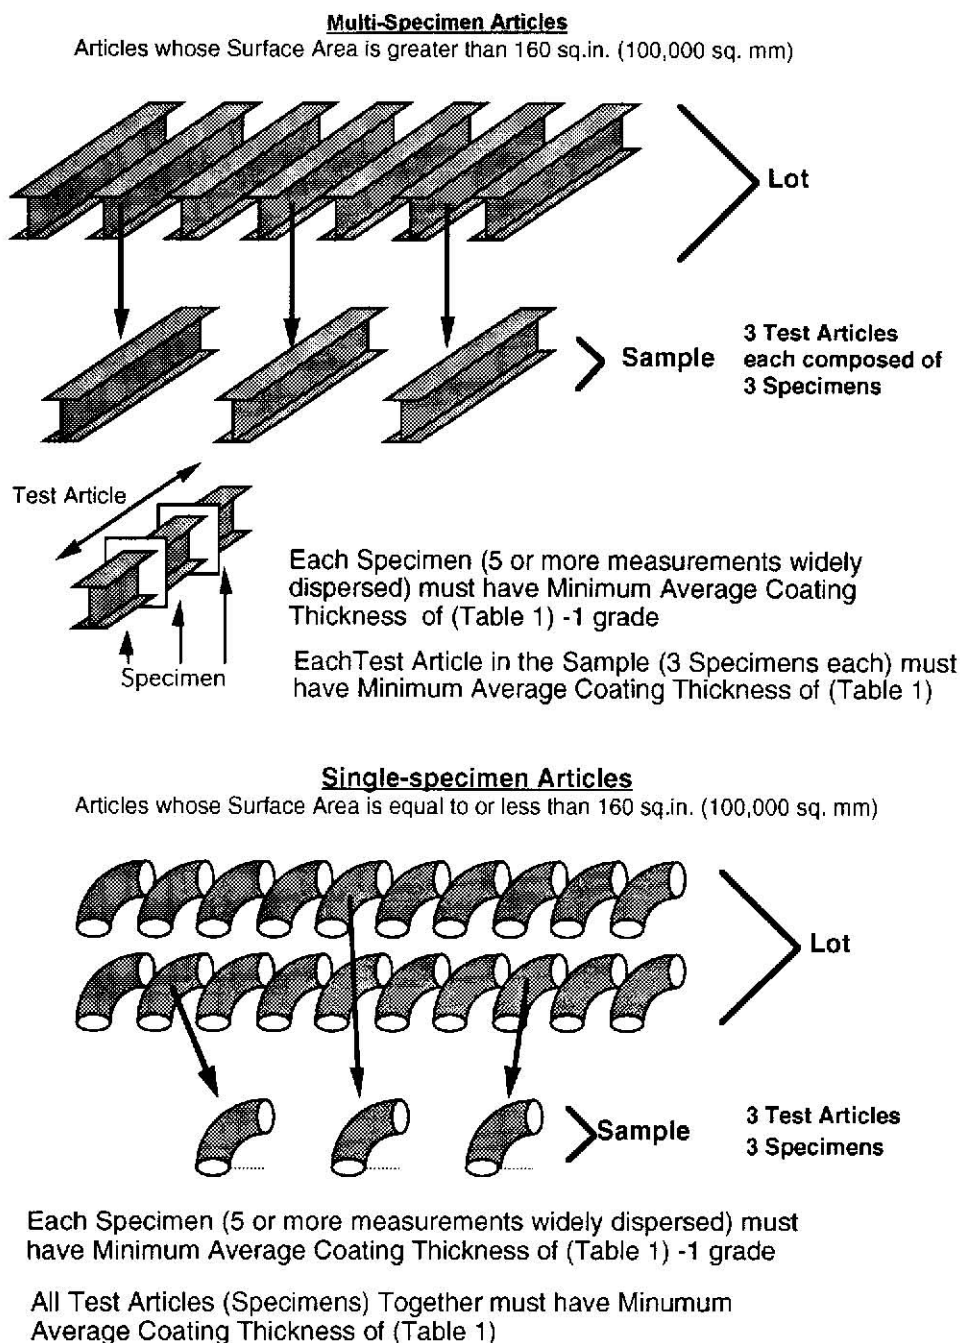 Multi-Specimen Articles
Articles whose Surface Area is greater than 160 sq.in. (100,000 sq. mm)
Lot
Sample
3 Test Articles
each composed of
3 Specimens
Test Article
Specimen
Each Specimen (5 or more measurements widely
dispersed) must have Minimum Average Coating
Thickness of (Table 1) -1 grade
EachTest Article in the Sample (3 Specimens each) must
have Minimum Average Coating Thickness of (Table 1)
Single-specimen Articles
Articles whose Surface Area is equal to or less than 160 sq.in. (100,000 sq. mm)
Lot
Sample
3 Test Articles
3 Specimens
Each Specimen (5 or more measurements widely dispersed) must
have Minimum Average Coating Thickness of (Table 1) -1 grade
All Test Articles (Specimens) Together must have Minumum
Average Coating Thickness of (Table 1)